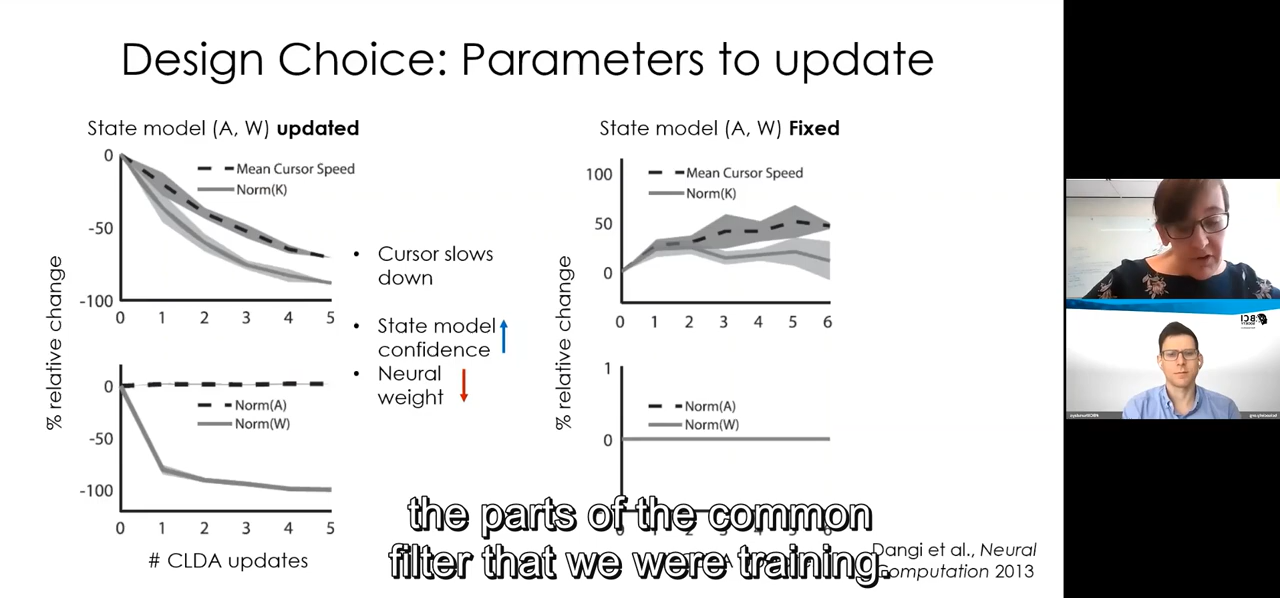 Design Choice: Parameters to update
State model (A, W) updated
0
-50
-100
Mean Cursor Speed
Norm(K)
0 1 2 3 4 5
% relative change
0
-50
-100
Norm(A)
Norm(W)
0 1 2 3 4 5
# CLDA updates
• Cursor slows
down
• State model
confidence
• Neural
weight
State model (A, W) Fixed
100
50
0
Mean Cursor Speed
Norm(K)
0 1 2 3 4 5 6
% relative change
1
0
Norm(A)
Norm(W)
the parts of the common
filter that we were training.
Dangi et al., Neural
Computation 2013